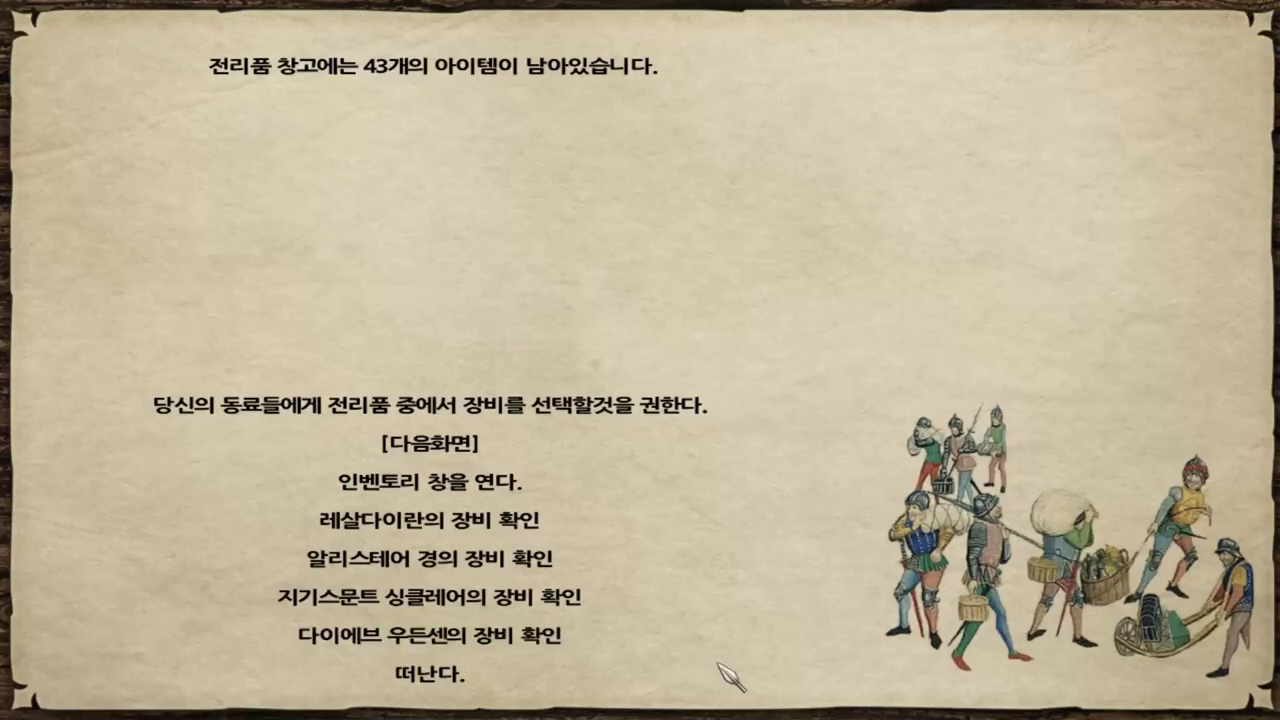 전리품 창고에는 43개의 아이템이 남아있습니다.
당신의 동료들에게 전리품 중에서 장비를 선택할것을 권한다.
[다음화면]
인벤토리 창을 연다.
레살다이란의 장비 확인
알리스테어 경의 장비 확인
지기스문트 싱클레어의 장비 확인
다이에브 우든센의 장비 확인
떠난다.